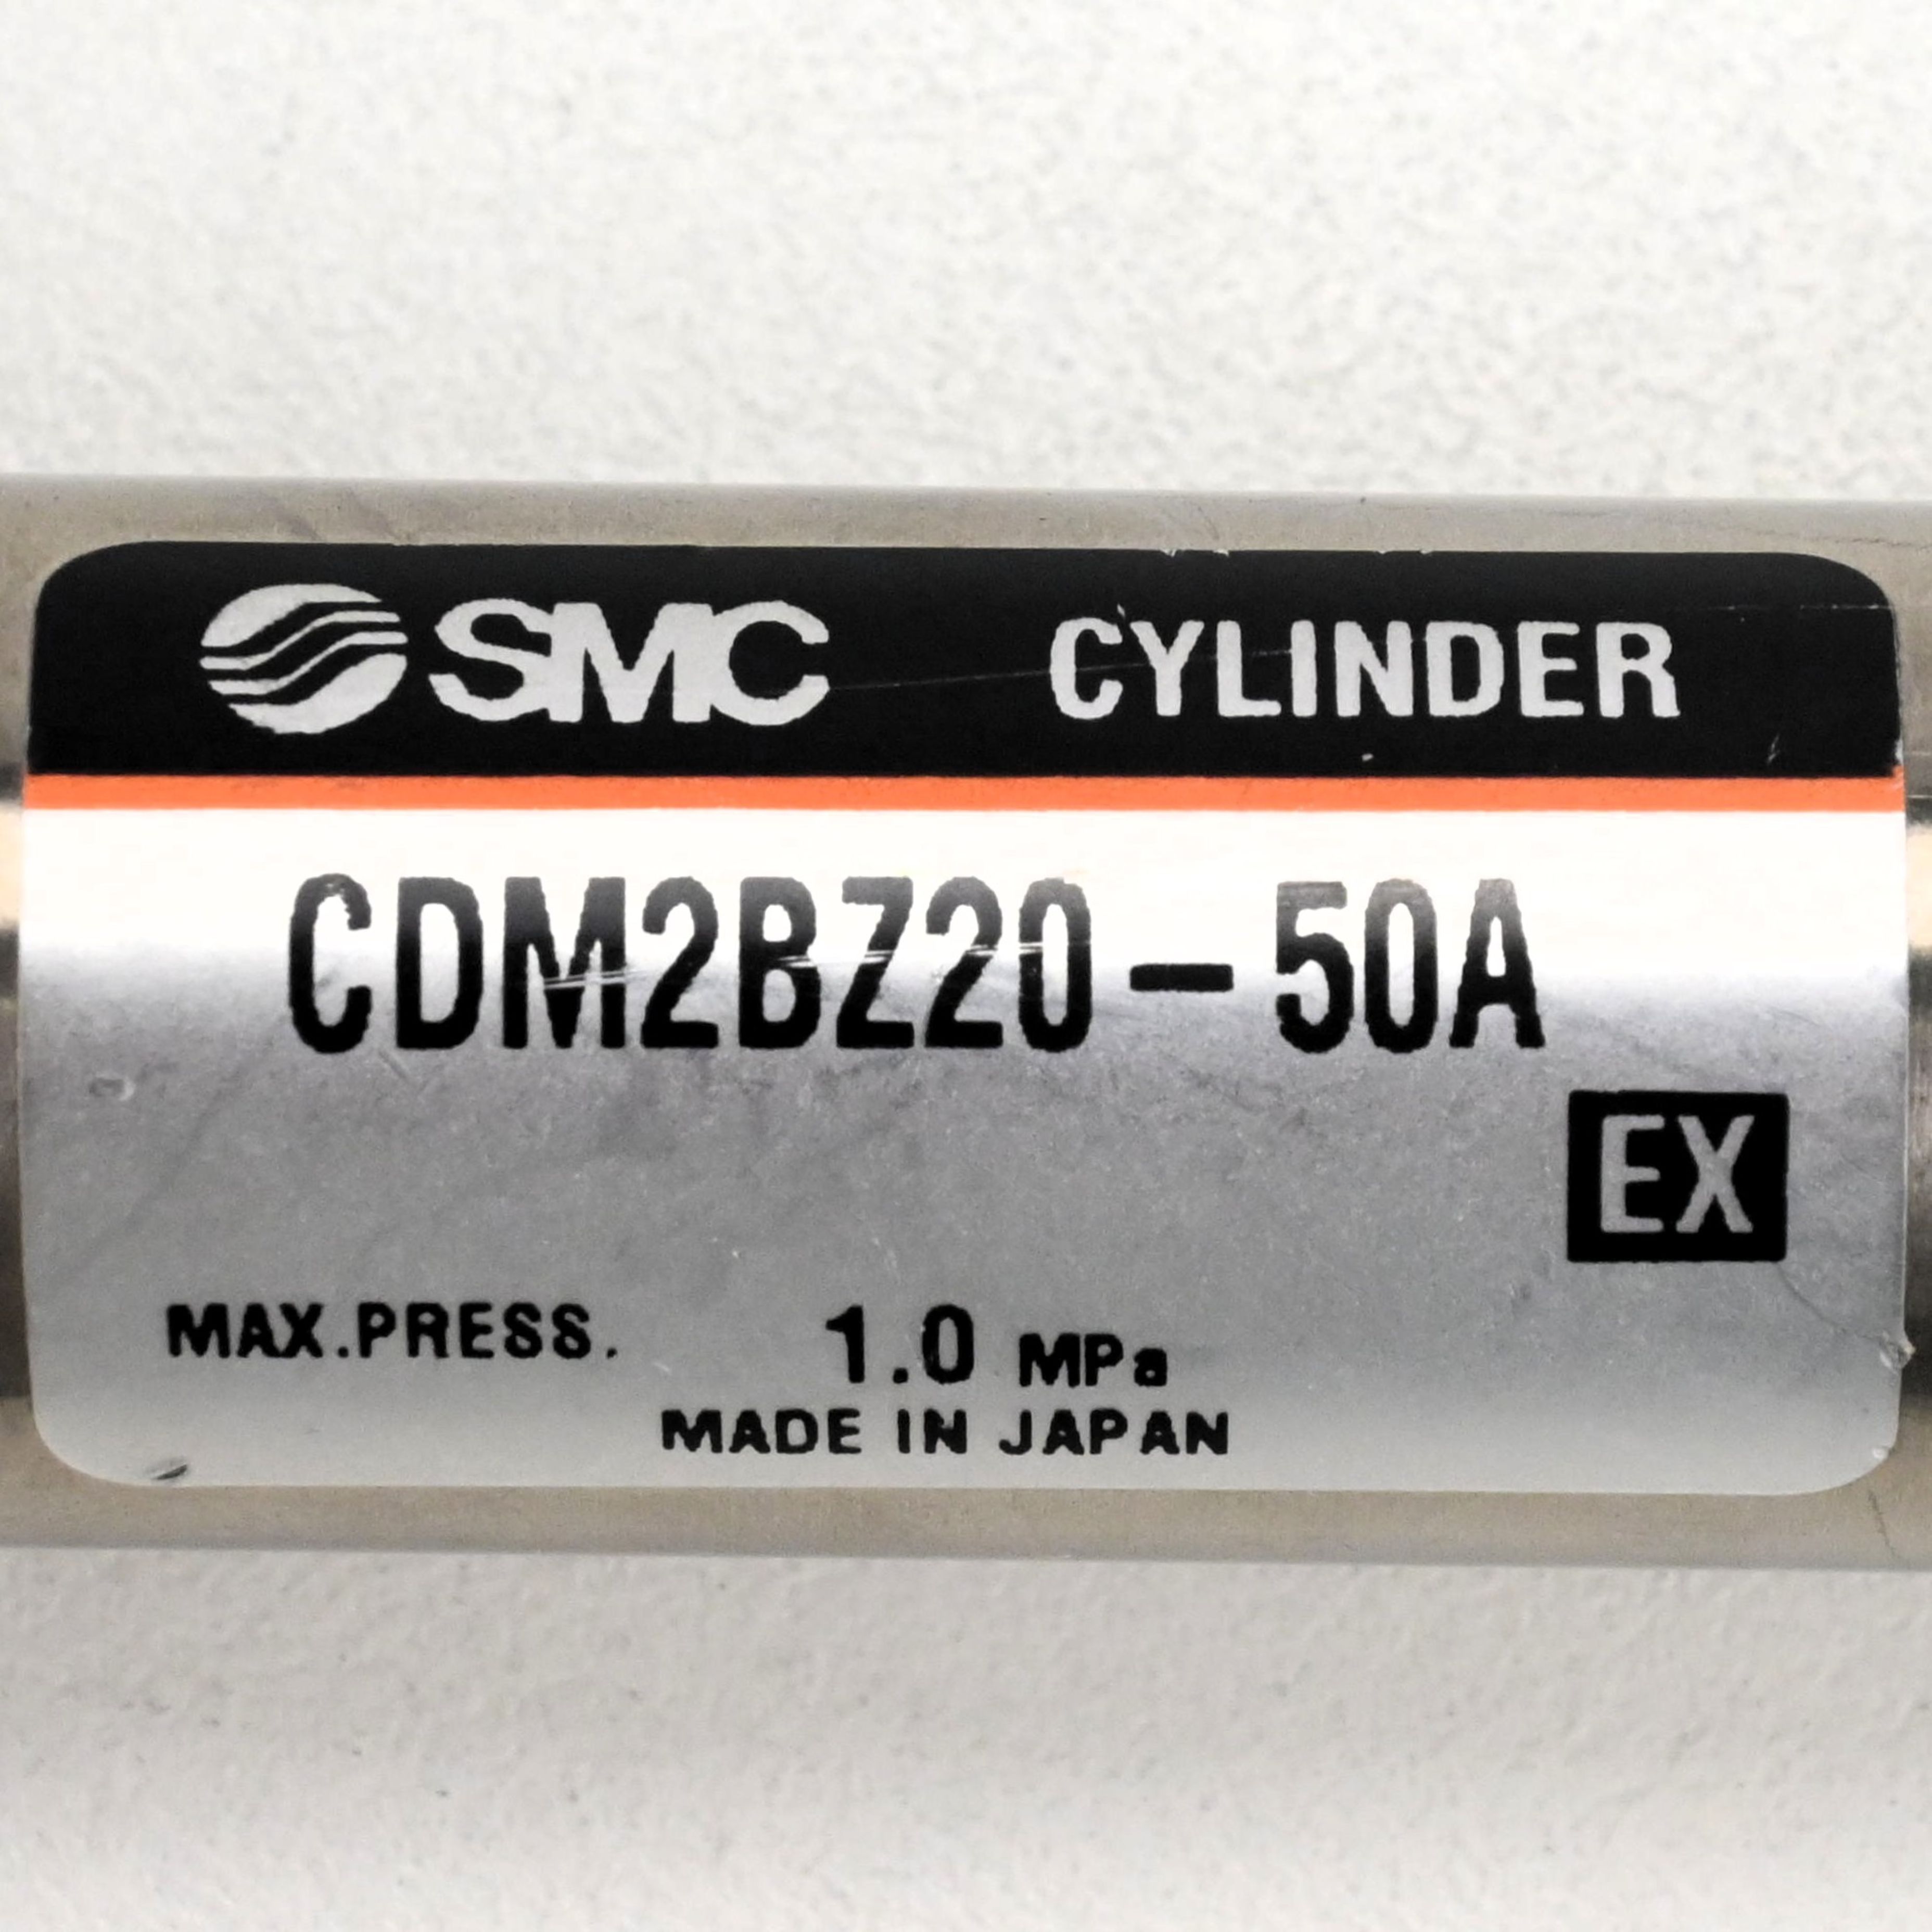 SMC CYLINDER
CDM2BZ20-50A
EX
MAX.PRESS. 1.0 MPa
MADE IN JAPAN